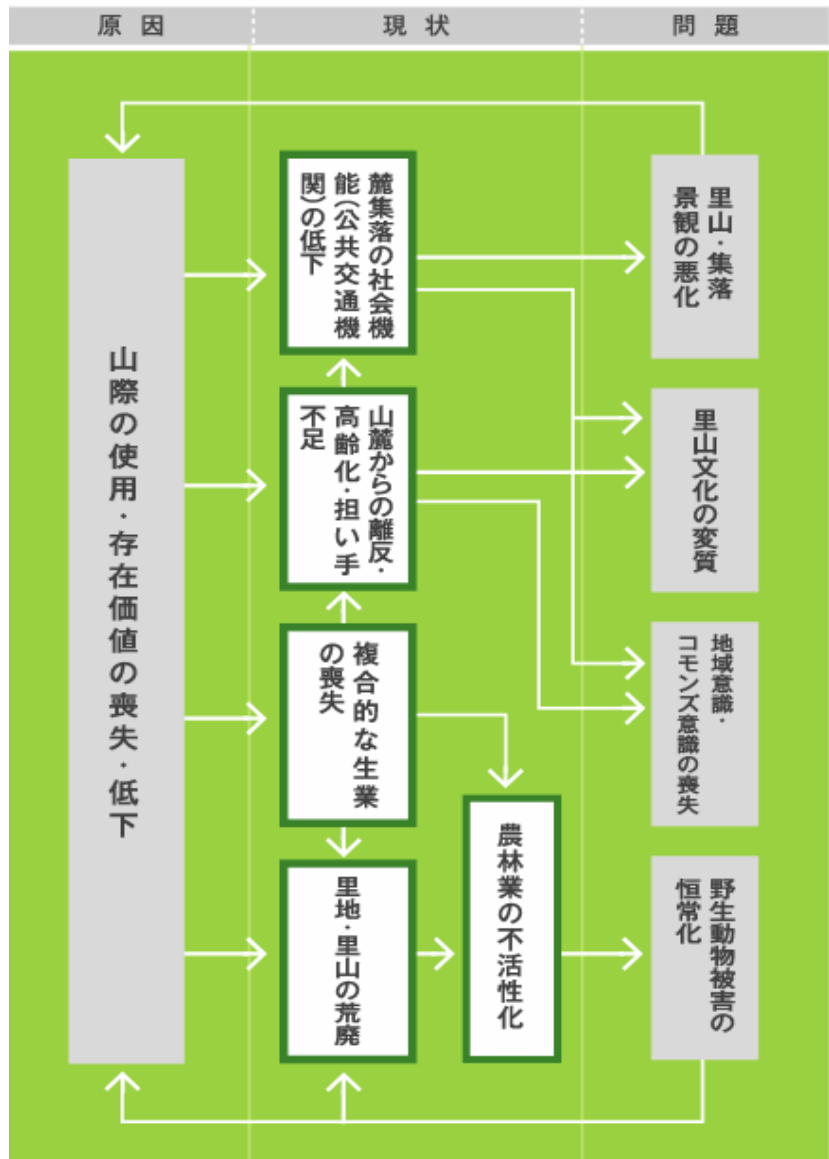 原因
現状
問題
山際の使用・存在価値の喪失・低下
麓集落の社会機
能(公共交通機
関)の低下
山麓からの離反・
高齢化・担い手
不足
複合的な生業
の喪失
里地・里山の荒廃
農林業の不活性化
里山・集落
景観の悪化
里山文化の変質
地域意識・
コモンズ意識の喪失
野生動物被害の
恒常化